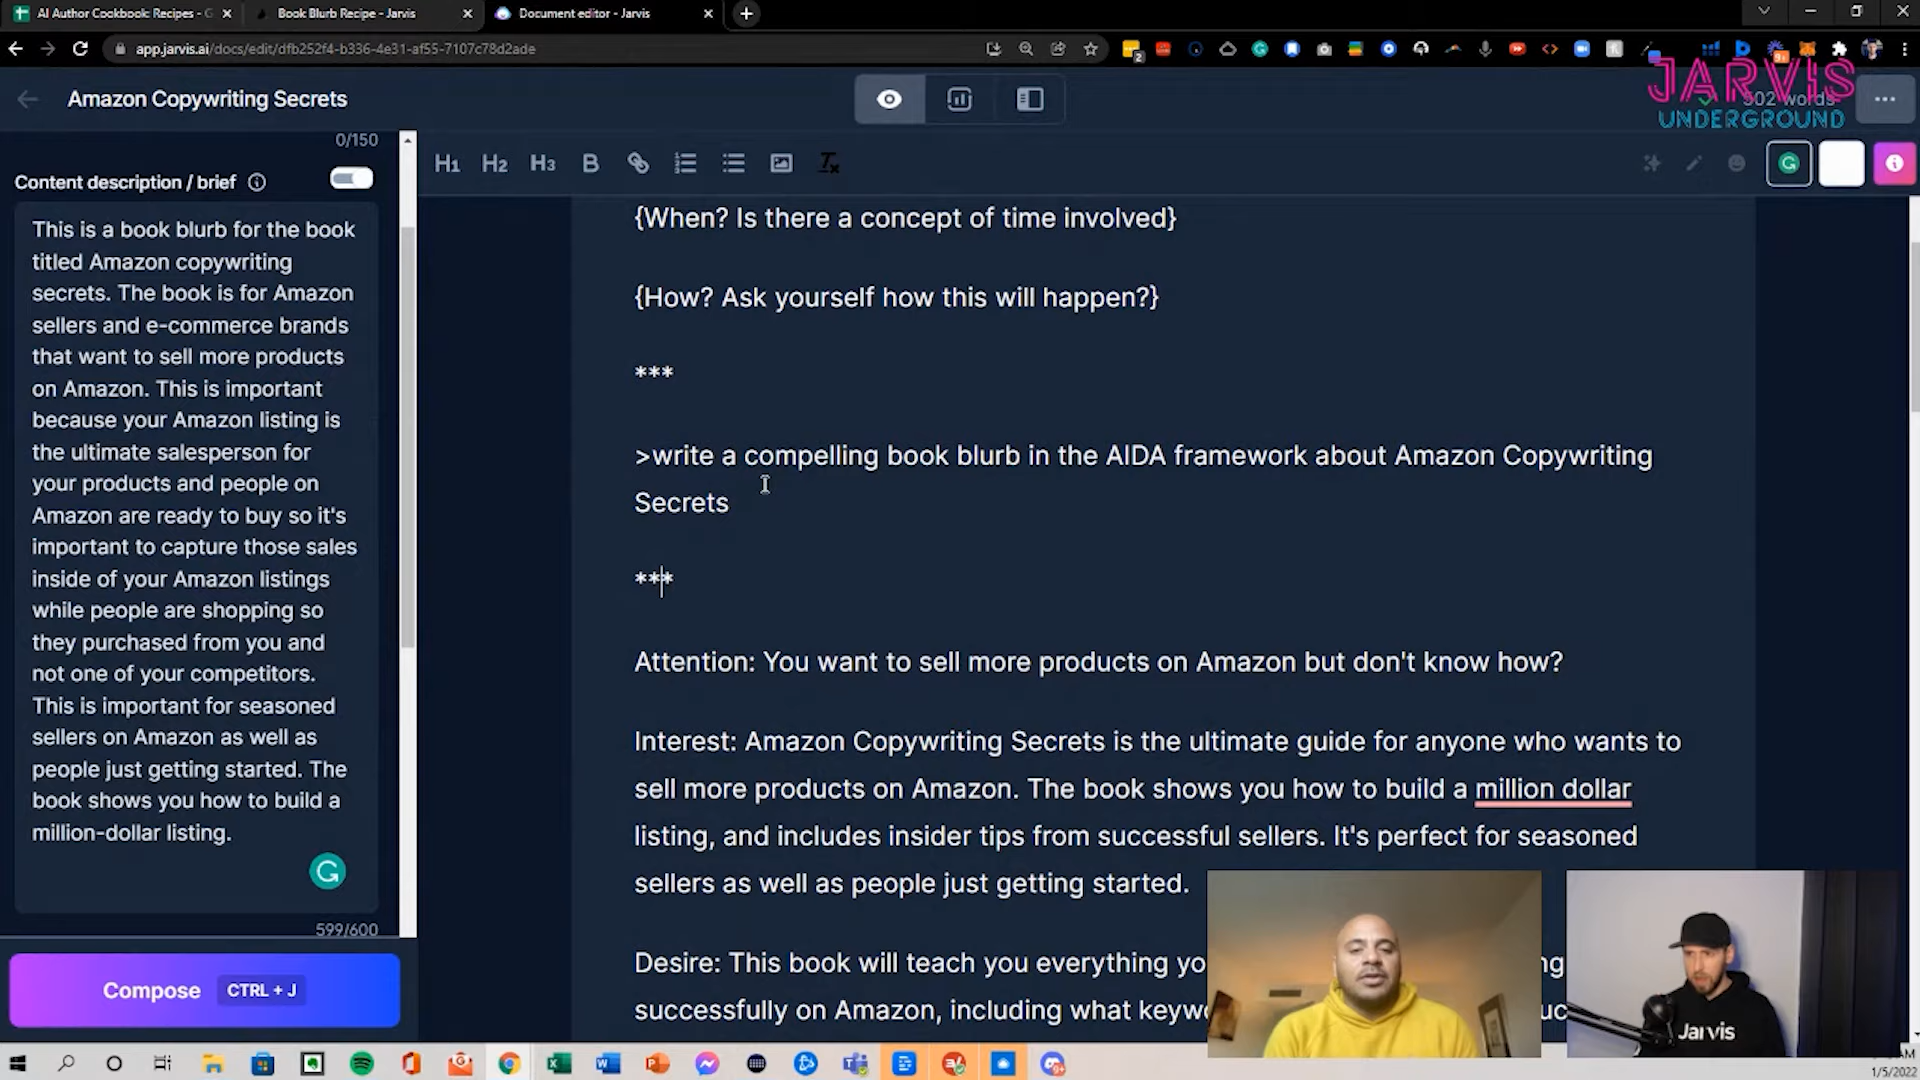 AI Author Cookbook: Recipes - G
Book Blurb Recipe - Jarvis
Document editor - Jarvis
app.jarvis.ai/docs/edit/dfb252f4-b336-4e31-af55-7107c78d2ade
Amazon Copywriting Secrets
502 words
JARVIS
UNDERGROUND
0/150
Content description / brief
This is a book blurb for the book
titled Amazon copywriting
secrets. The book is for Amazon
sellers and e-commerce brands
that want to sell more products
on Amazon. This is important
because your Amazon listing is
the ultimate salesperson for
your products and people on
Amazon are ready to buy so it's
important to capture those sales
inside of your Amazon listings
while people are shopping so
they purchased from you and
not one of your competitors.
This is important for seasoned
sellers on Amazon as well as
people just getting started. The
book shows you how to build a
million-dollar listing.
599/600
Compose CTRL + J
H1 H2 H3 B
{When? Is there a concept of time involved}
{How? Ask yourself how this will happen?}
***
>write a compelling book blurb in the AIDA framework about Amazon Copywriting
Secrets
***
Attention: You want to sell more products on Amazon but don't know how?
Interest: Amazon Copywriting Secrets is the ultimate guide for anyone who wants to
sell more products on Amazon. The book shows you how to build a million dollar
listing, and includes insider tips from successful sellers. It's perfect for seasoned
sellers as well as people just getting started.
Desire: This book will teach you everything yo
successfully on Amazon, including what keyw
Jarvis
AM
1/5/2022